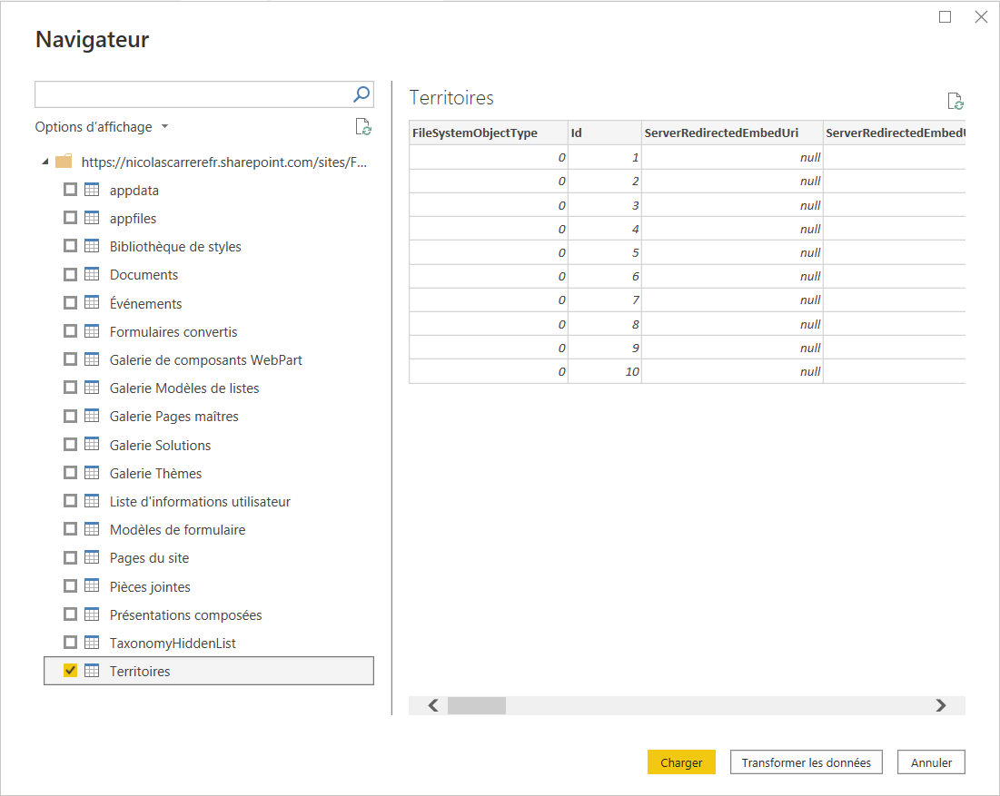 Navigateur
Options d'affichage
https://nicolascarrerefr.sharepoint.com/sites/F...
appdata
appfiles
Bibliothèque de styles
Documents
Événements
Formulaires convertis
Galerie de composants WebPart
Galerie Modèles de listes
Galerie Pages maîtres
Galerie Solutions
Galerie Thèmes
Liste d'informations utilisateur
Modèles de formulaire
Pages du site
Pièces jointes
Présentations composées
TaxonomyHiddenList
Territoires
Territoires
FileSystemObjectType Id ServerRedirectedEmbedUri ServerRedirectedEmbedU
0 1 null
0 2 null
0 3 null
0 4 null
0 5 null
0 6 null
0 7 null
0 8 null
0 9 null
0 10 null
Charger Transformer les données Annuler